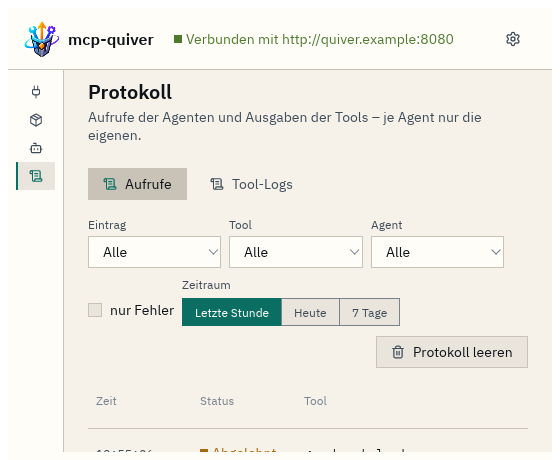 mcp-quiver
Verbunden mit http://quiver.example:8080
Protokoll
Aufrufe der Agenten und Ausgaben der Tools – je Agent nur die
eigenen.
Aufrufe
Tool-Logs
Eintrag Tool Agent
Alle Alle Alle
Zeitraum
nur Fehler Letzte Stunde Heute 7 Tage
Protokoll leeren
Zeit Status Tool
Abgelehnt